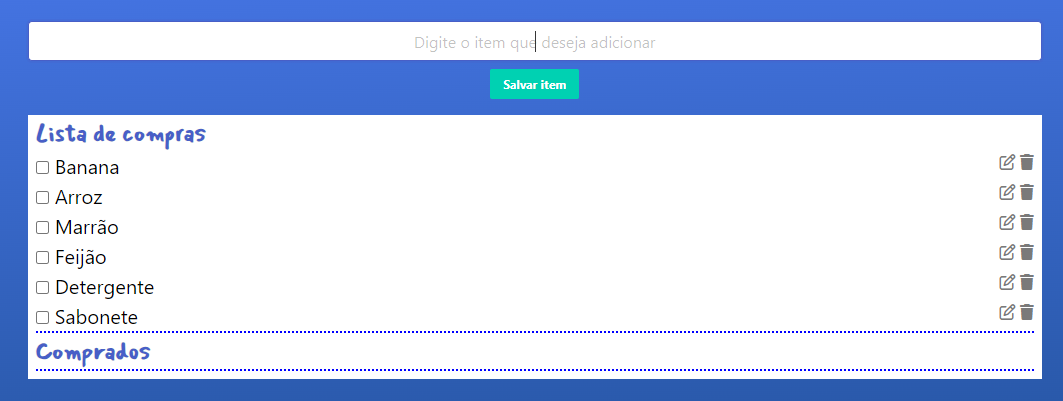 Digite o item que deseja adicionar
Salvar item
Lista de compras
Banana
Arroz
Marrão
Feijão
Detergente
Sabonete
Comprados